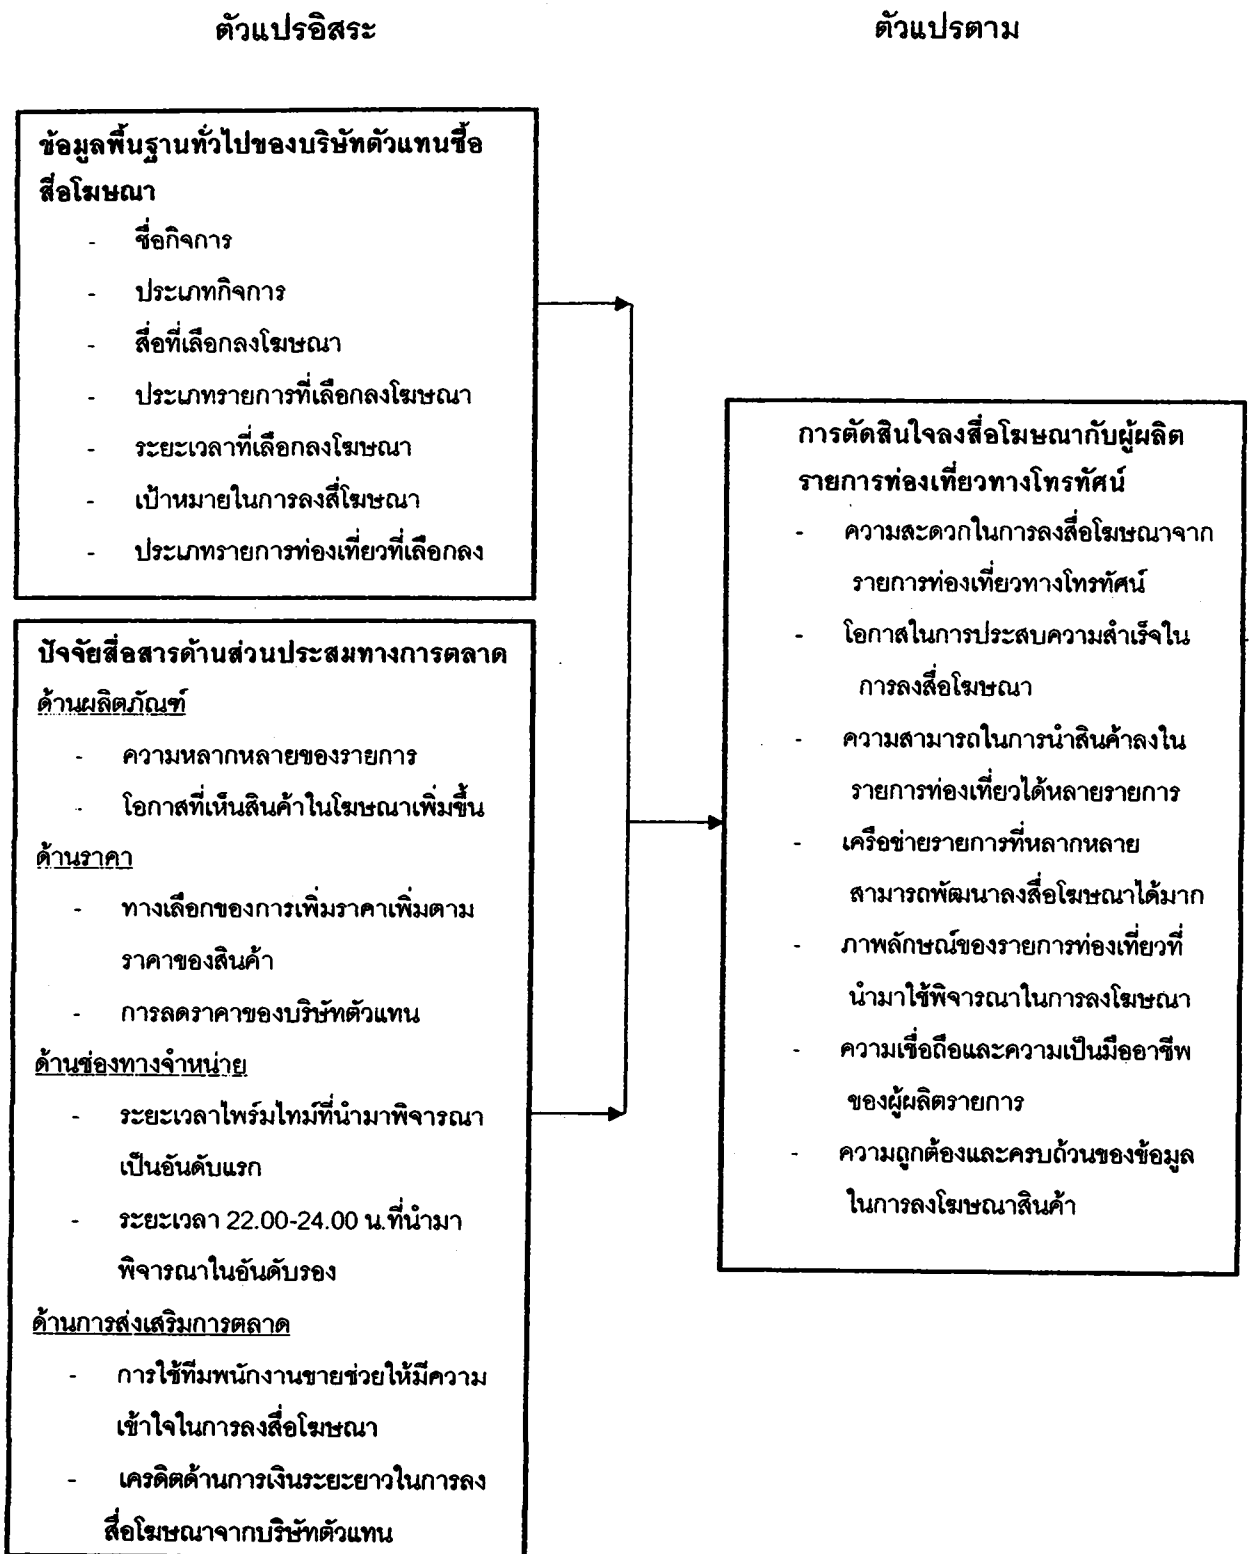 ตัวแปรอิสระ
ตัวแปรตาม
ข้อมูลพื้นฐานทั่วไปของบริษัทตัวแทนซื้อ
สื่อโฆษณา
- ชื่อกิจการ
- ประเภทกิจการ
- สื่อที่เลือกลงโฆษณา
- ประเภทรายการที่เลือกลงโฆษณา
- ระยะเวลาที่เลือกลงโฆษณา
- เป้าหมายในการลงสื่โฆษณา
- ประเภทรายการท่องเที่ยวที่เลือกลง
ปัจจัยสื่อสารด้านส่วนประสมทางการตลาด
ด้านผลิตภัณฑ์
- ความหลากหลายของรายการ
- โอกาสที่เห็นสินค้าในโฆษณาเพิ่มขึ้น
ด้านราคา
- ทางเลือกของการเพิ่มราคาเพิ่มตาม
ราคาของสินค้า
- การลดราคาของบริษัทตัวแทน
ด้านช่องทางจำหน่าย
- ระยะเวลาไพร์มไทม์ที่นำมาพิจารณา
เป็นอันดับแรก
- ระยะเวลา 22.00-24.00 น.ที่นำมา
พิจารณาในอันดับรอง
ด้านการส่งเสริมการตลาด
- การใช้ทีมพนักงานขายช่วยให้มีความ
เข้าใจในการลงสื่อโฆษณา
- เครดิตด้านการเงินระยะยาวในการลง
สื่อโฆษณาจากบริษัทตัวแทน
การตัดสินใจลงสื่อโฆษณากับผู้ผลิต
รายการท่องเที่ยวทางโทรทัศน์
- ความสะดวกในการลงสื่อโฆษณาจาก
รายการท่องเที่ยวทางโทรทัศน์
- โอกาสในการประสบความสำเร็จใน
การลงสื่อโฆษณา
- ความสามารถในการนำสินค้าลงใน
รายการท่องเที่ยวได้หลายรายการ
- เครือข่ายรายการที่หลากหลาย
สามารถพัฒนาลงสื่อโฆษณาได้มาก
- ภาพลักษณ์ของรายการท่องเที่ยวที่
นำมาใช้พิจารณาในการลงโฆษณา
- ความเชื่อถือและความเป็นมืออาชีพ
ของผู้ผลิตรายการ
- ความถูกต้องและครบถ้วนของข้อมูล
ในการลงโฆษณาสินค้า